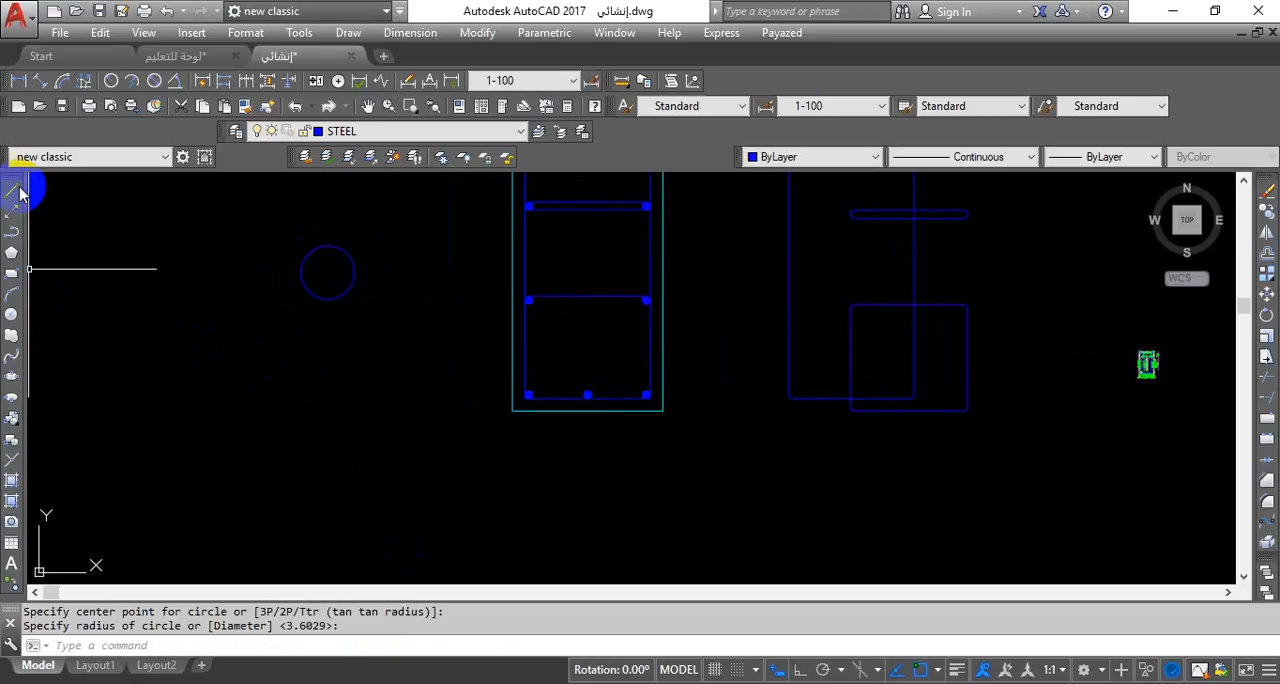 new classic
Autodesk AutoCAD 2017 إنشائي.dwg
Type a keyword or phrase
Sign In
File Edit View Insert Format Tools Draw Dimension Modify Parametric Window Help Express Payazed
Start
لوحة للتعليم*
إنشائي*
1-100
Standard
1-100
Standard
Standard
STEEL
new classic
ByLayer
Continuous
ByLayer
ByColor
N
W TOP E
S
WCS
Y
X
A
Specify center point for circle or [3P/2P/Ttr (tan tan radius)]:
Specify radius of circle or [Diameter] <3.6029>:
Type a command
Model Layout1 Layout2 +
Rotation: 0.00° MODEL 1:1